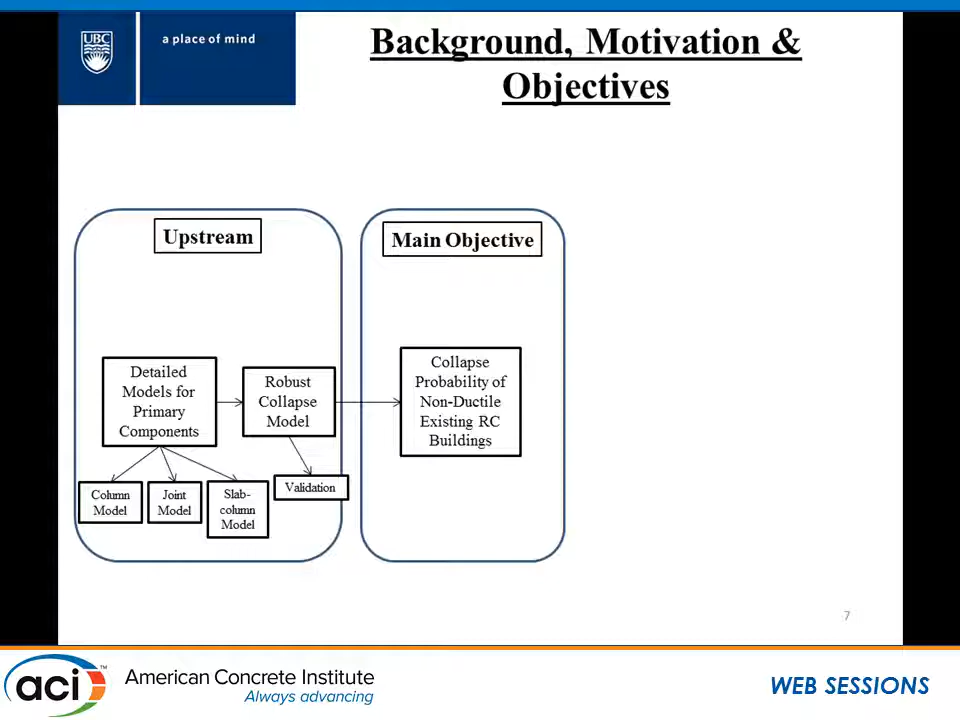 UBC
a place of mind
Background, Motivation &
Objectives
Upstream
Main Objective
Detailed
Models for
Primary
Components
Robust
Collapse
Model
Collapse
Probability of
Non-Ductile
Existing RC
Buildings
Column
Model
Joint
Model
Slab-
column
Model
Validation
7
aci™
American Concrete Institute
Always advancing
WEB SESSIONS